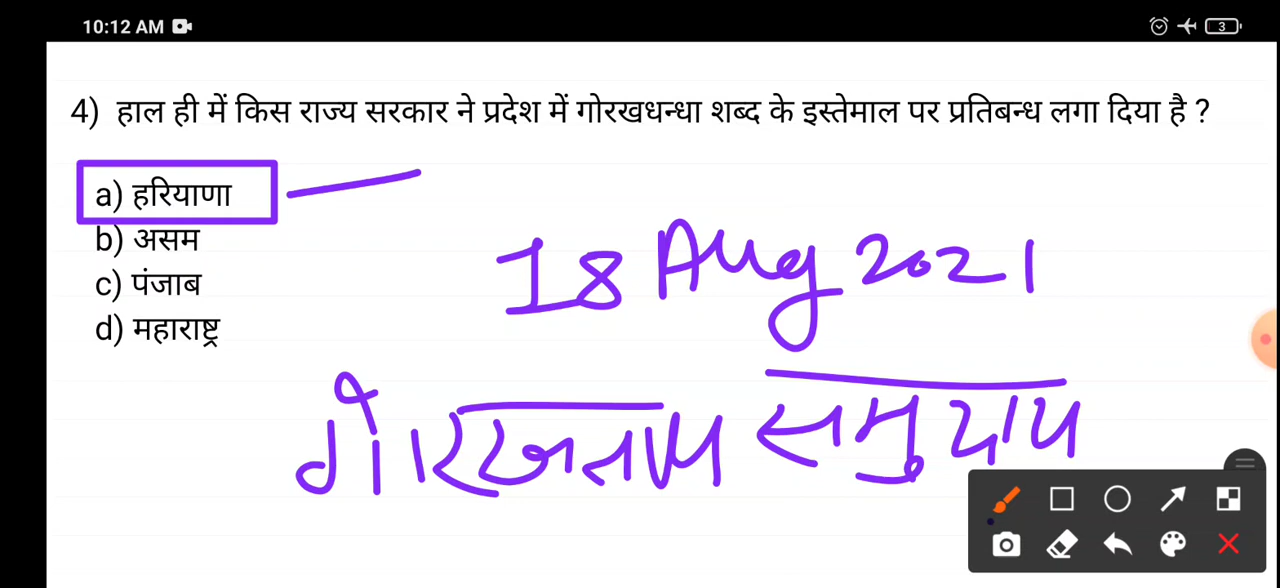 10:12 AM
3
4) हाल ही में किस राज्य सरकार ने प्रदेश में गोरखधन्धा शब्द के इस्तेमाल पर प्रतिबन्ध लगा दिया है ?
a) हरियाणा
b) असम
c) पंजाब
d) महाराष्ट्र
18 Aug 2021
गोरखनाथ समुदाय